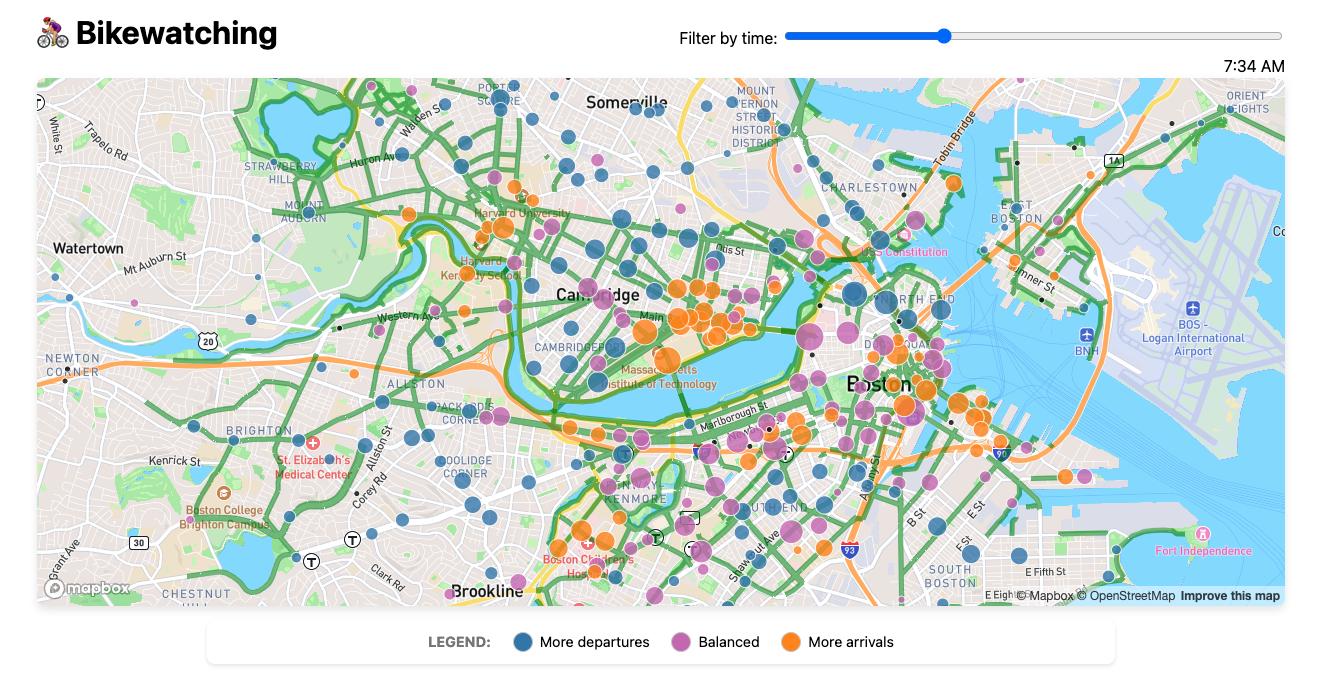 Bikewatching
Filter by time:
7:34 AM
PORTER
SQUARE
Somerville
MOUNT
VERNON
STREET
HISTORIC
DISTRICT
ORIENT
HEIGHTS
T
White St
Trapelo Rd
Walden St
Tobin Bridge
1A
STRAWBERRY
HILL
Huron Ave
CHARLESTOWN
MOUNT
AUBURN
Harvard University
EAST
BOSTON
Watertown
Mt Auburn St
Otis St
USS Constitution
Harvard
Kennedy School
Sumner St
Cambridge
NORTH END
Western Ave
Main
BOS -
Logan International
Airport
20
BNH
CAMBRIDGEPORT
NEWTON
CORNER
Massachusetts
Institute of Technology
ALLSTON
Boston
Marlborough St
BRIGHTON
Allston St
90
Kenrick St
St. Elizabeth's
Medical Center
COOLIDGE
CORNER
T
T
Corey Rd
FENWAY-
KENMORE
SOUTH END
Albany St
Boston College
Brighton Campus
B St
E St
F St
30
T
T
T
T
Shawmut Ave
93
Fort Independence
Grant Ave
Clark Rd
Boston Children's
Hospital
SOUTH
BOSTON
E Fifth St
mapbox
CHESTNUT
Brookline
© Mapbox © OpenStreetMap Improve this map
LEGEND: More departures Balanced More arrivals